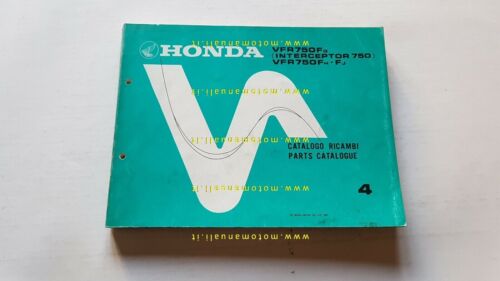 HONDA
VFR750FG
(INTERCEPTOR 750)
VFR750FH·FJ
www.motomanuali.it
www.motomanuali.it
www.motomanuali.it
CATALOGO RICAMBI
PARTS CATALOGUE
www.motomanuali.it
4